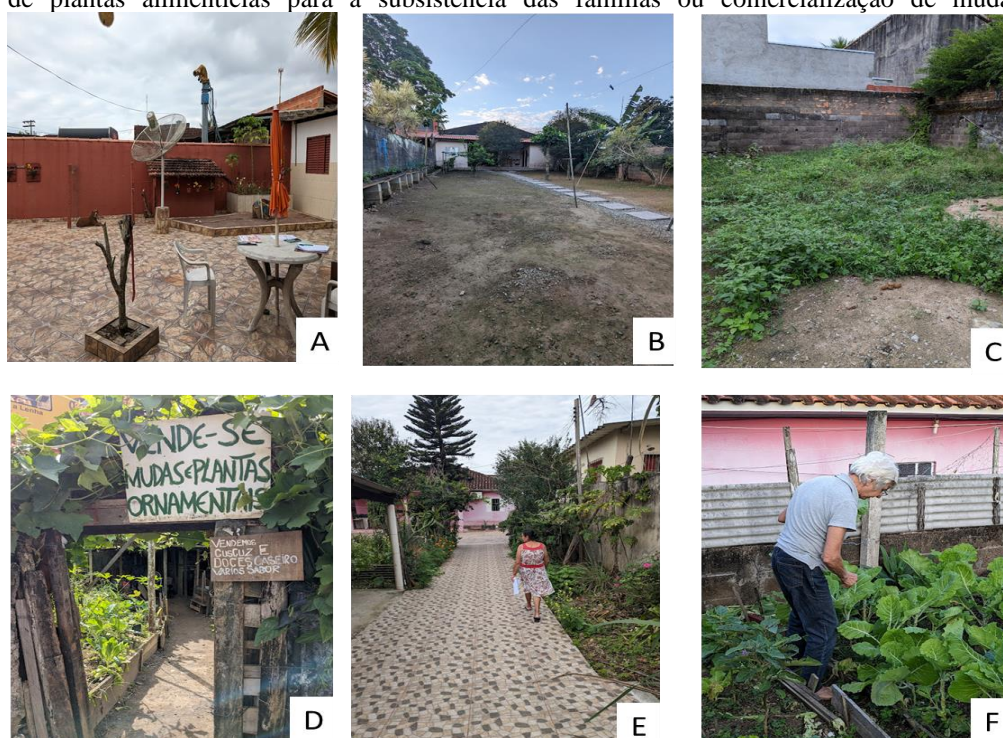 de plantas alimentícias para a subsistência das famílias ou comercialização de mudas
A
B
C
a Lenha
VENDE-SE
MUDAS E PLANTAS
ORNAMENTAIS
VENDEMOS
CUSCUZ E
DOCES CASEIRO
VARIOS SABOR
D
E
F